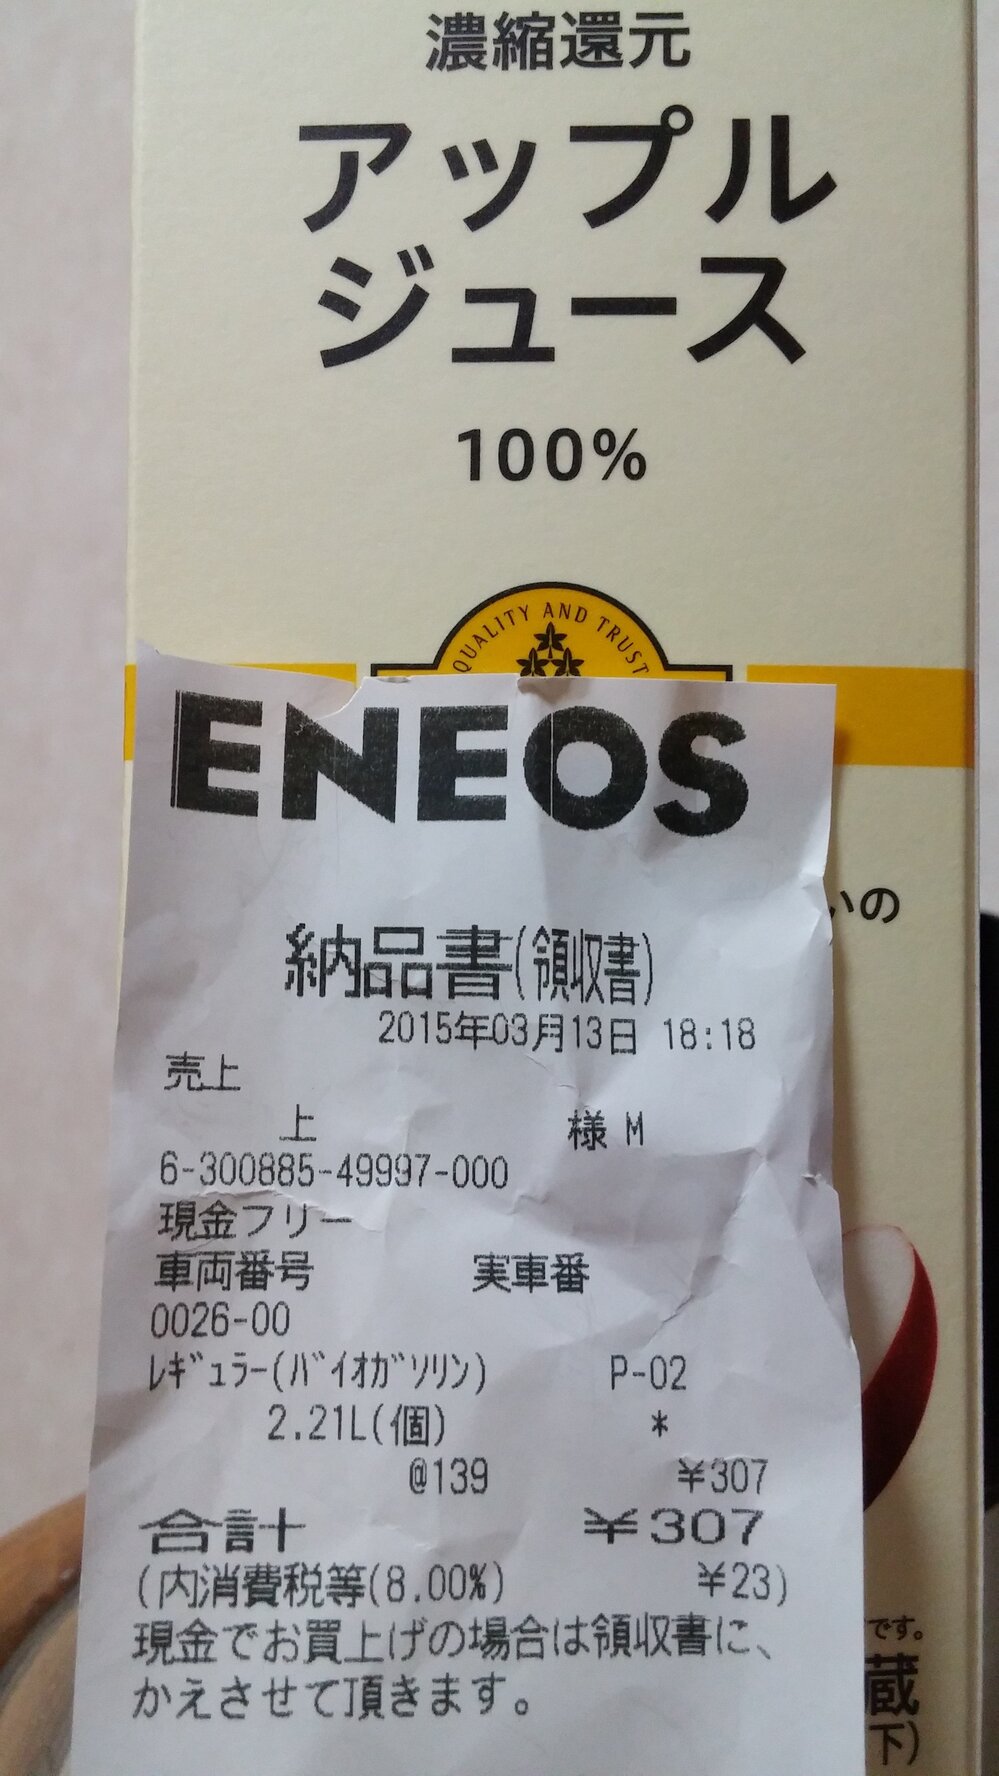 濃縮還元
アップル
ジュース
100%
QUALITY AND TRUST
いの
ENEOS
納品書(領収書)
2015年03月13日 18:18
売上
上 様 M
6-300885-49997-000
現金フリー
車両番号 実車番
0026-00
ﾚｷﾞｭﾗｰ(ﾊﾞｲｵｶﾞｿﾘﾝ) P-02
2.21L(個) *
@139 ¥307
合計 ¥307
(内消費税等(8.00%) ¥23)
現金でお買上げの場合は領収書に、
かえさせて頂きます。
です。
蔵
下)